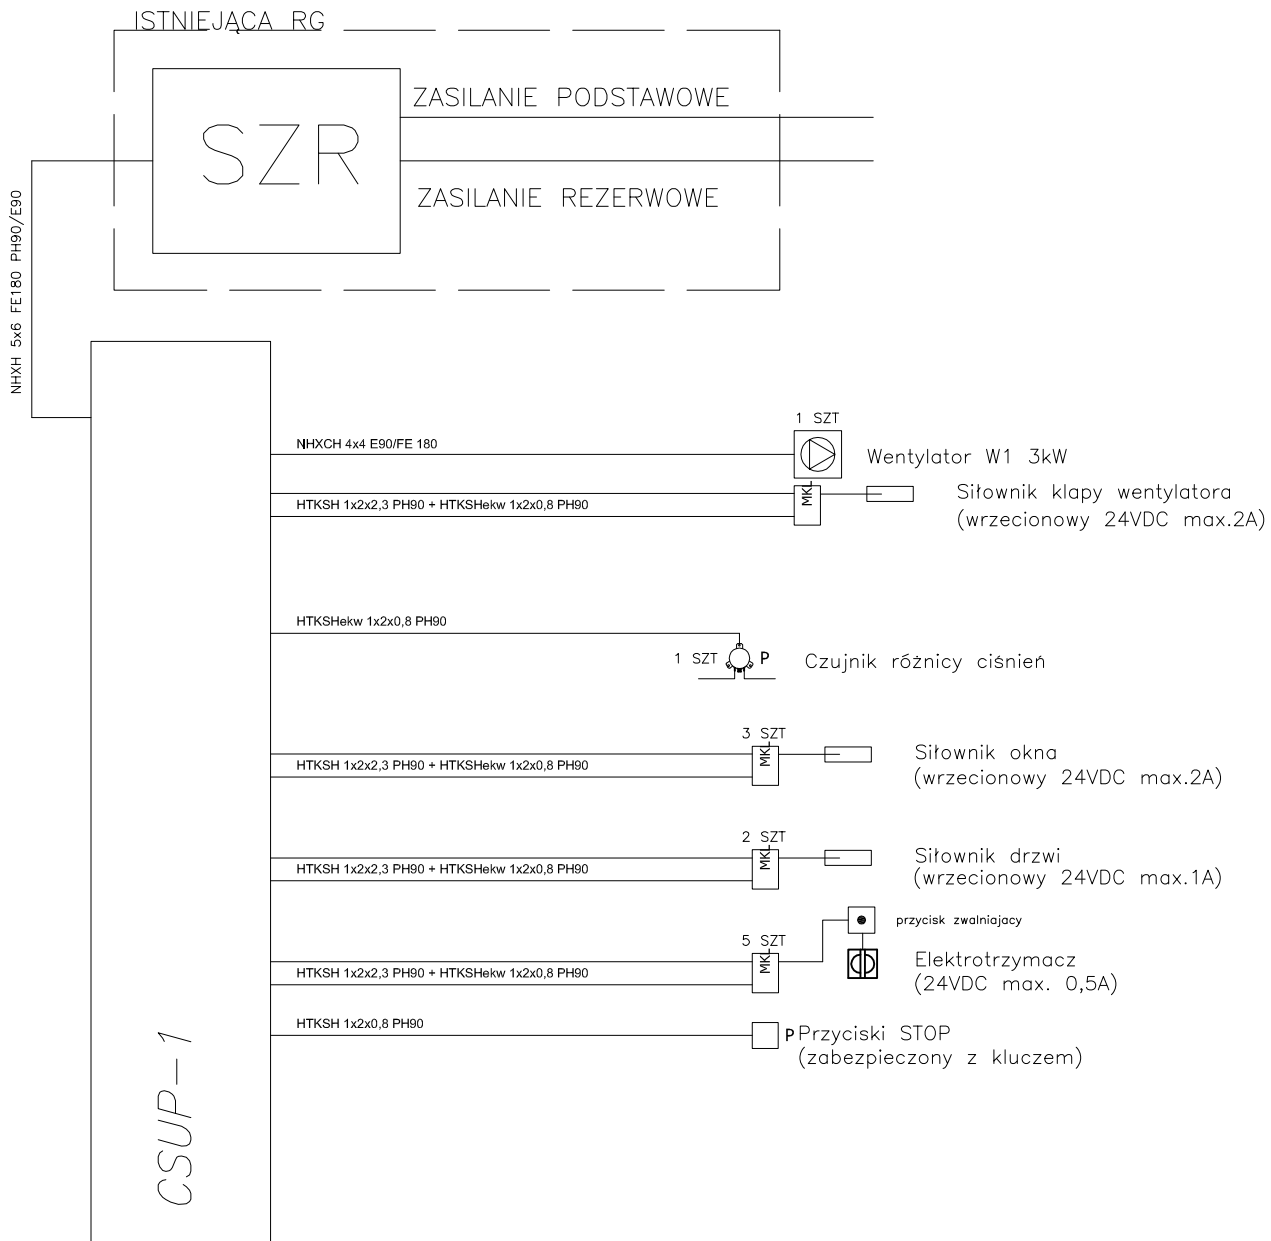 ISTNIEJĄCA RG
ZASILANIE PODSTAWOWE
SZR
ZASILANIE REZERWOWE
NHXH 5x6 FE180 PH90/E90
1 SZT
NHXCH 4x4 E90/FE 180
Wentylator W1 3kW
MKL
Siłownik klapy wentylatora
HTKSH 1x2x2,3 PH90 + HTKSHekw 1x2x0,8 PH90
(wrzecionowy 24VDC max.2A)
HTKSHekw 1x2x0,8 PH90
1 SZT
P
Czujnik różnicy ciśnień
3 SZT
MKL
Siłownik okna
HTKSH 1x2x2,3 PH90 + HTKSHekw 1x2x0,8 PH90
(wrzecionowy 24VDC max.2A)
2 SZT
MKL
Siłownik drzwi
HTKSH 1x2x2,3 PH90 + HTKSHekw 1x2x0,8 PH90
(wrzecionowy 24VDC max.1A)
przycisk zwalniajacy
5 SZT
MKL
Elektrotrzymacz
HTKSH 1x2x2,3 PH90 + HTKSHekw 1x2x0,8 PH90
(24VDC max. 0,5A)
HTKSH 1x2x0,8 PH90
P
Przyciski STOP
(zabezpieczony z kluczem)
CSUP-1